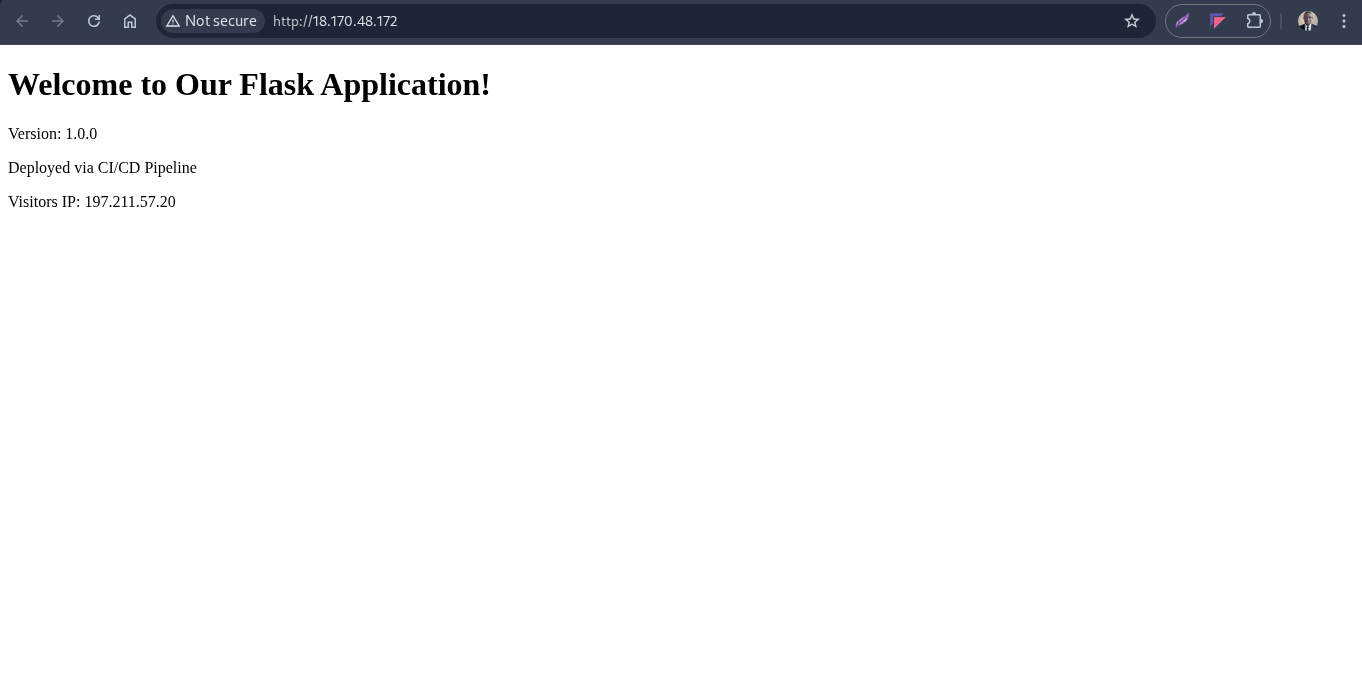 Not secure http://18.170.48.172
Welcome to Our Flask Application!
Version: 1.0.0
Deployed via CI/CD Pipeline
Visitors IP: 197.211.57.20